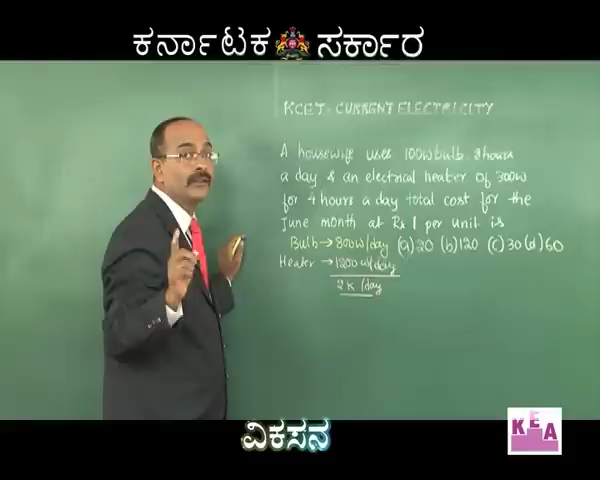 ಕರ್ನಾಟಕ ಸರ್ಕಾರ
KCET - CURRENT ELECTRICITY
A housewife uses 100W bulb 8 hours
a day & an electrical heater of 300W
for 4 hours a day total cost for the
June month at Rs 1 per unit is
Bulb → 800W/day (a) 20 (b) 120 (c) 30 (d) 60
Heater → 1200W/day
2K /day
ವಿಕಸನ
KEA